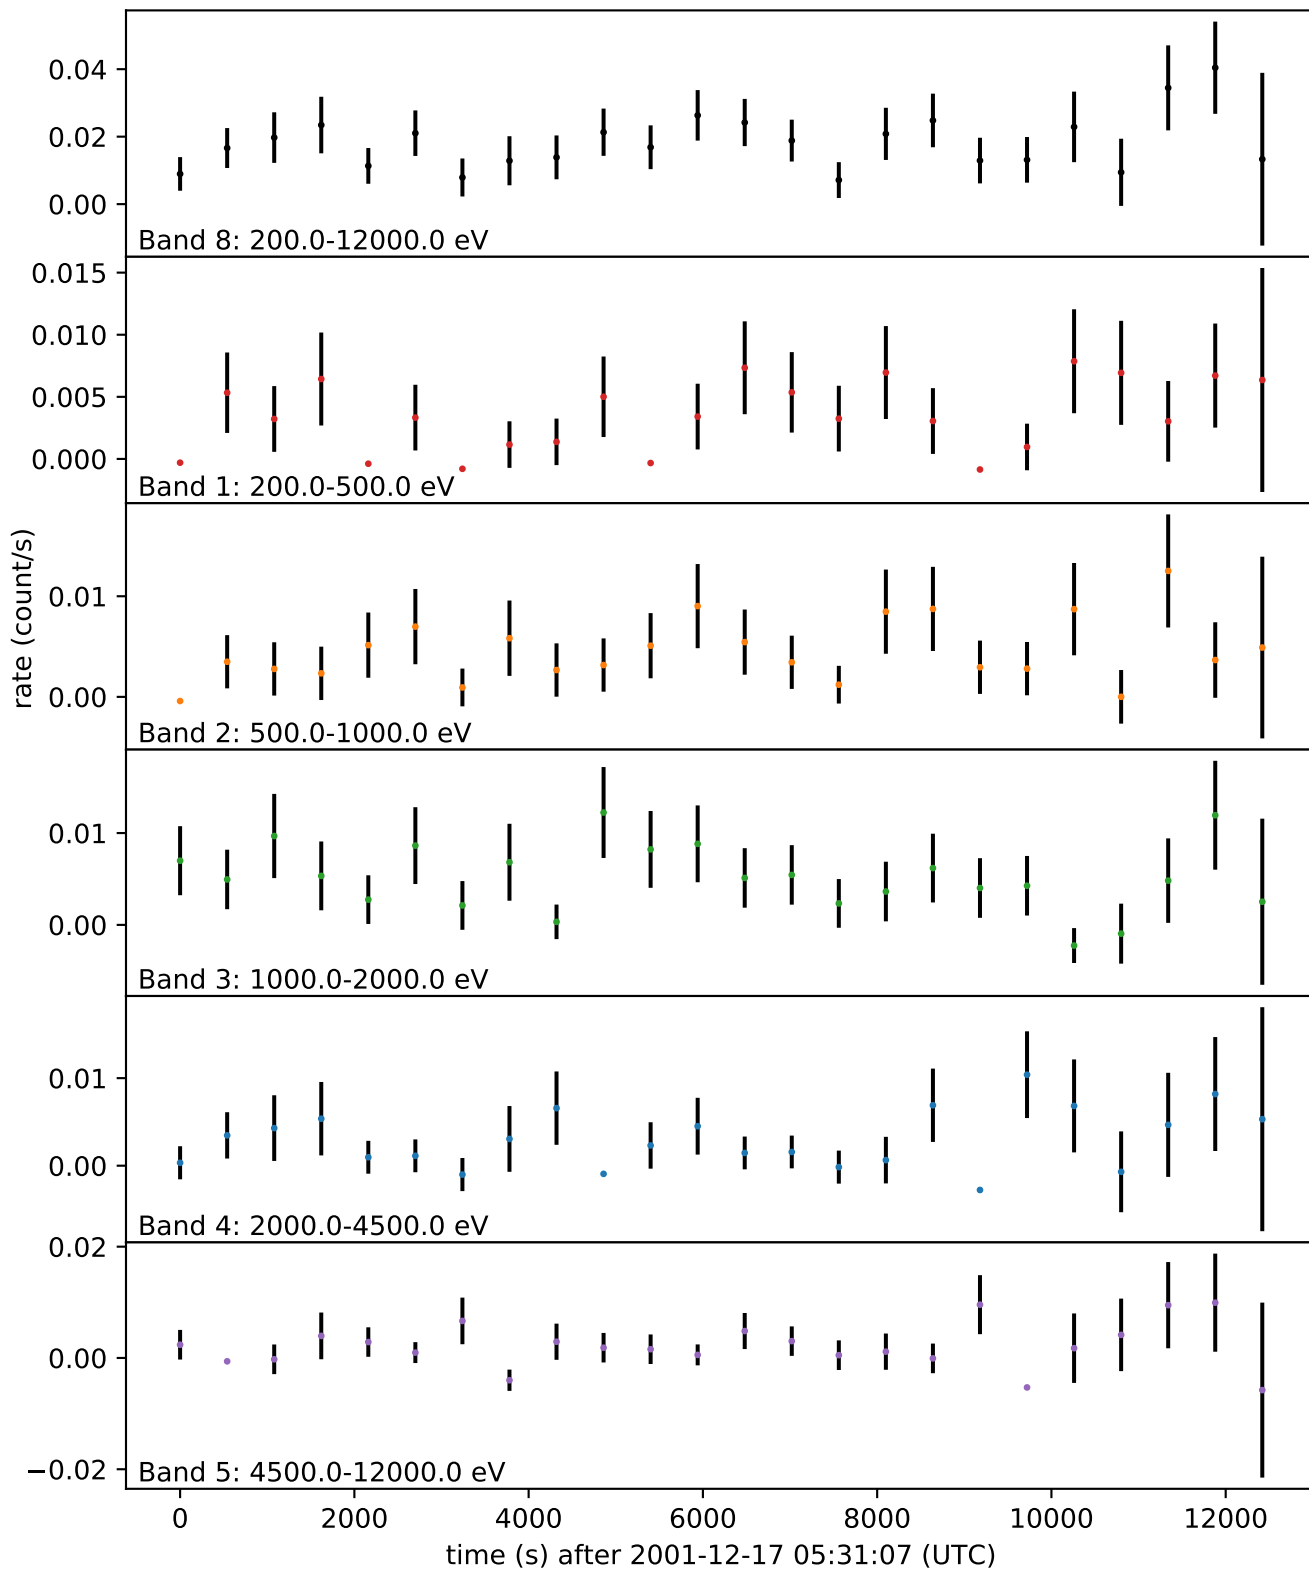 0.04
0.02
0.00
Band 8: 200.0-12000.0 eV
0.015
0.010
0.005
0.000
Band 1: 200.0-500.0 eV
rate (count/s)
0.01
0.00
Band 2: 500.0-1000.0 eV
0.01
0.00
Band 3: 1000.0-2000.0 eV
0.01
0.00
Band 4: 2000.0-4500.0 eV
0.02
0.00
−0.02
Band 5: 4500.0-12000.0 eV
0 2000 4000 6000 8000 10000 12000
time (s) after 2001-12-17 05:31:07 (UTC)